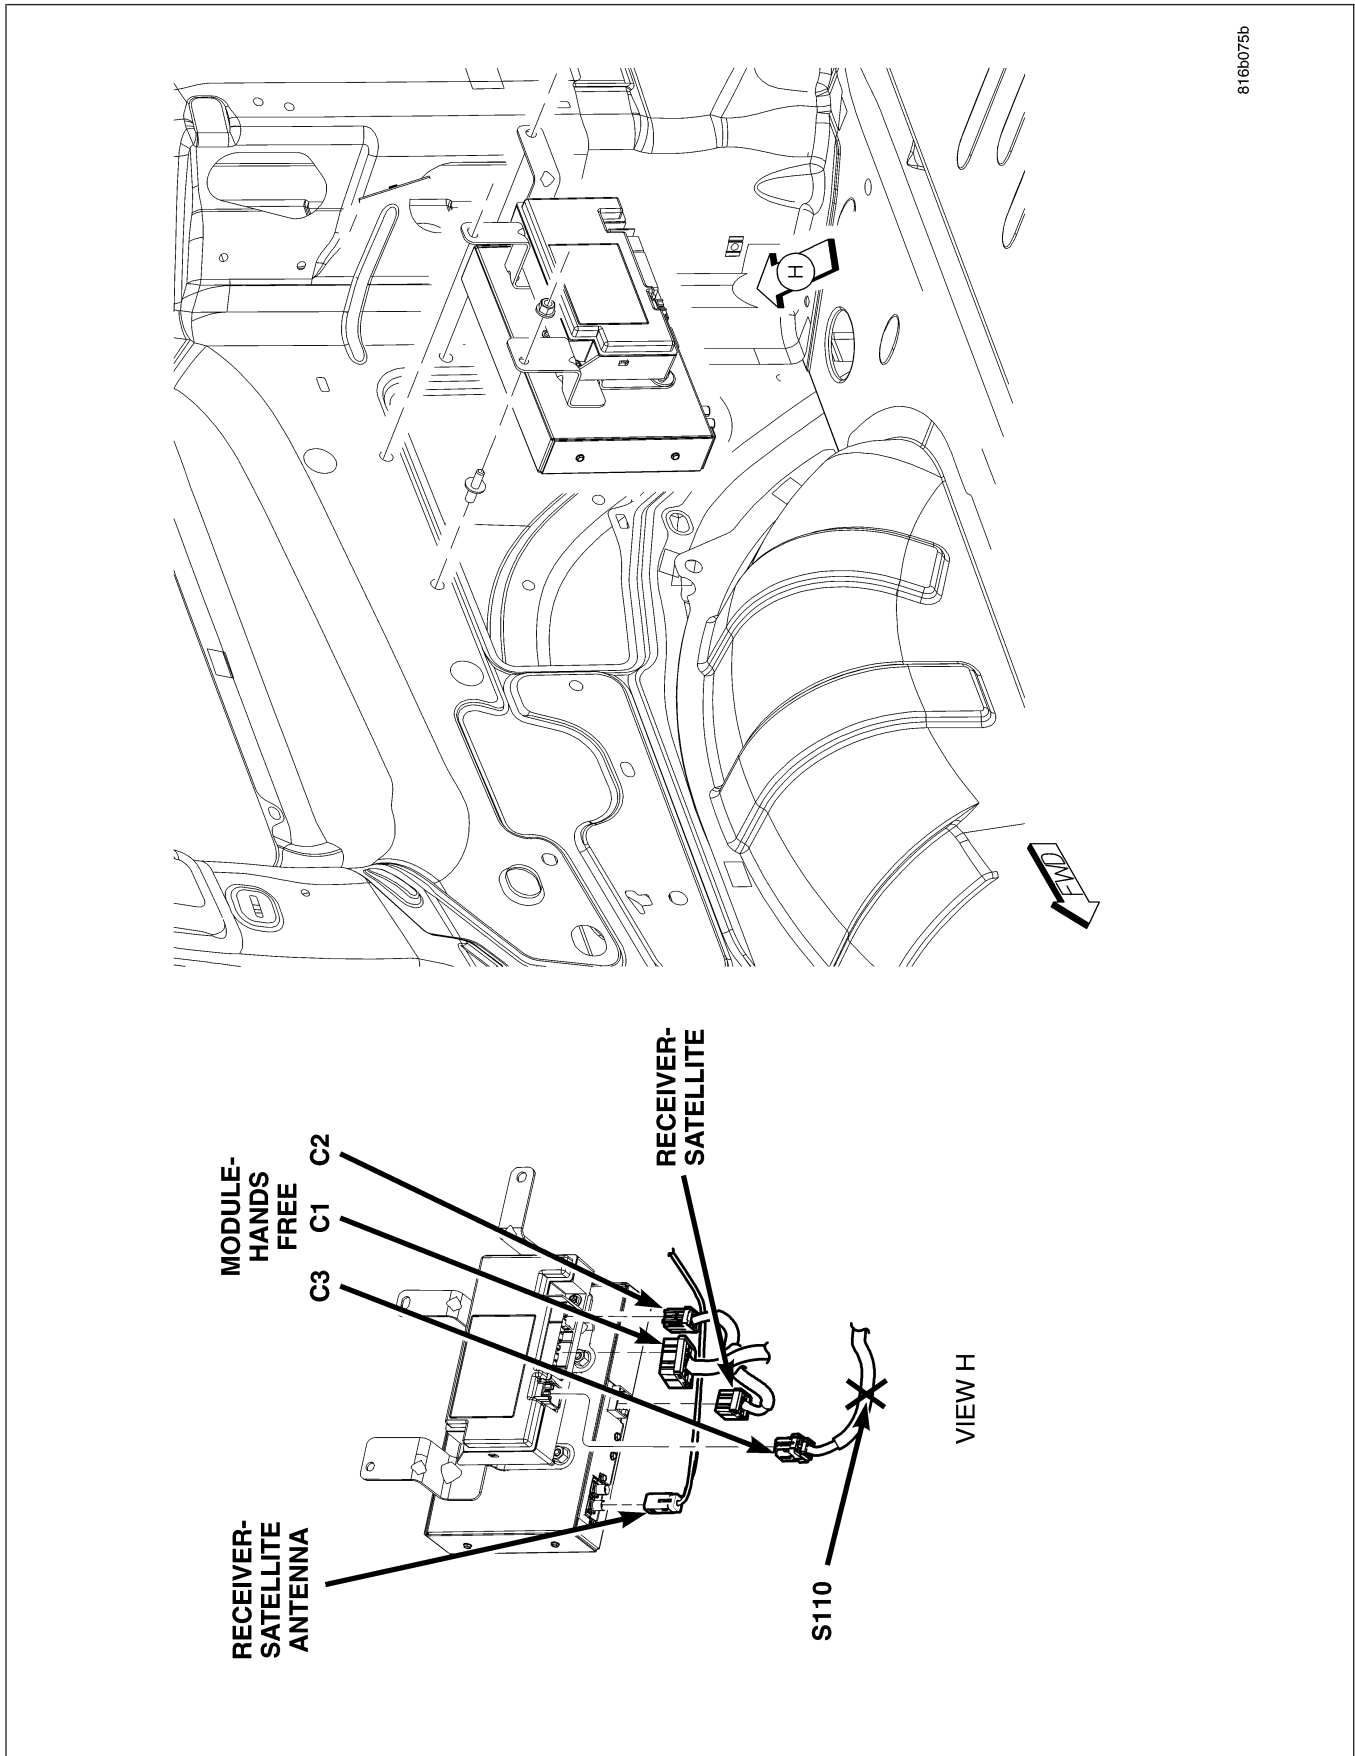 RECEIVER-
SATELLITE
ANTENNA
MODULE-
HANDS
FREE
C3
C1
C2
RECEIVER-
SATELLITE
S110
VIEW H
H
FWD
816b075b